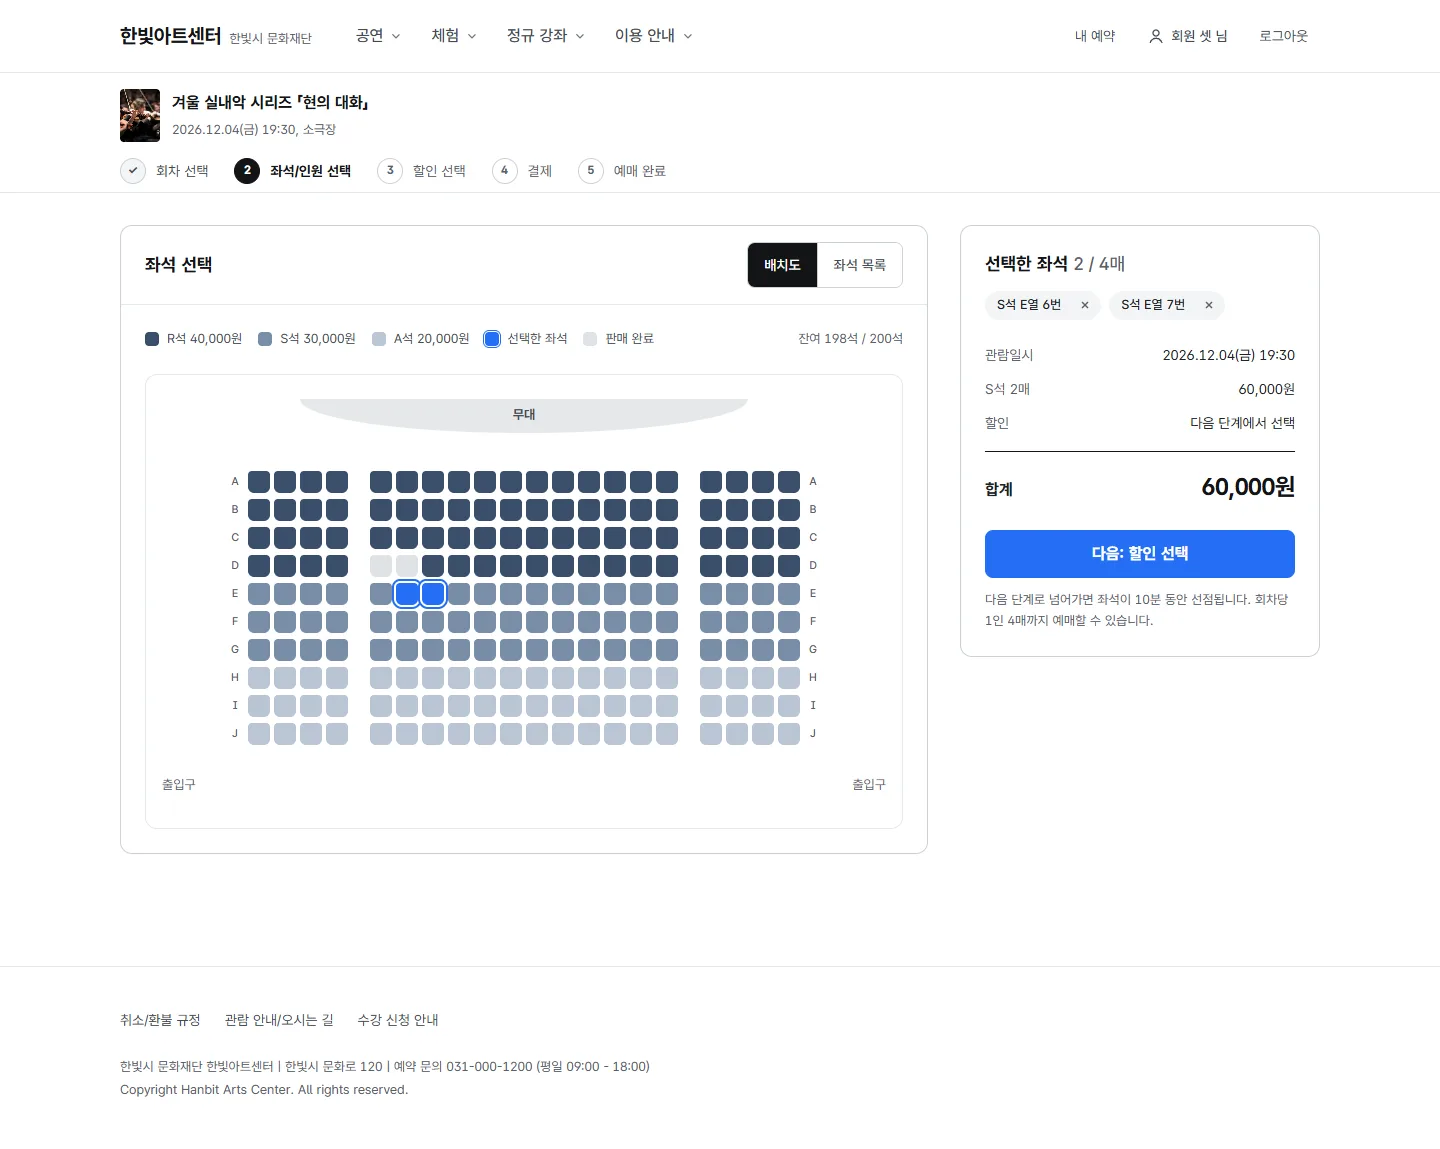 한빛아트센터 한빛시 문화재단 공연 체험 정규 강좌 이용 안내 내 예약 회원 셋 님 로그아웃
겨울 실내악 시리즈 「현의 대화」
2026.12.04(금) 19:30, 소극장
회차 선택 2 좌석/인원 선택 3 할인 선택 4 결제 5 예매 완료
좌석 선택 배치도 좌석 목록
R석 40,000원 S석 30,000원 A석 20,000원 선택한 좌석 판매 완료 잔여 198석 / 200석
무대
A A
B B
C C
D D
E E
F F
G G
H H
I I
J J
출입구 출입구
선택한 좌석 2 / 4매
S석 E열 6번 × S석 E열 7번 ×
관람일시 2026.12.04(금) 19:30
S석 2매 60,000원
할인 다음 단계에서 선택
합계 60,000원
다음: 할인 선택
다음 단계로 넘어가면 좌석이 10분 동안 선점됩니다. 회차당
1인 4매까지 예매할 수 있습니다.
취소/환불 규정 관람 안내/오시는 길 수강 신청 안내
한빛시 문화재단 한빛아트센터 | 한빛시 문화로 120 | 예약 문의 031-000-1200 (평일 09:00 - 18:00)
Copyright Hanbit Arts Center. All rights reserved.